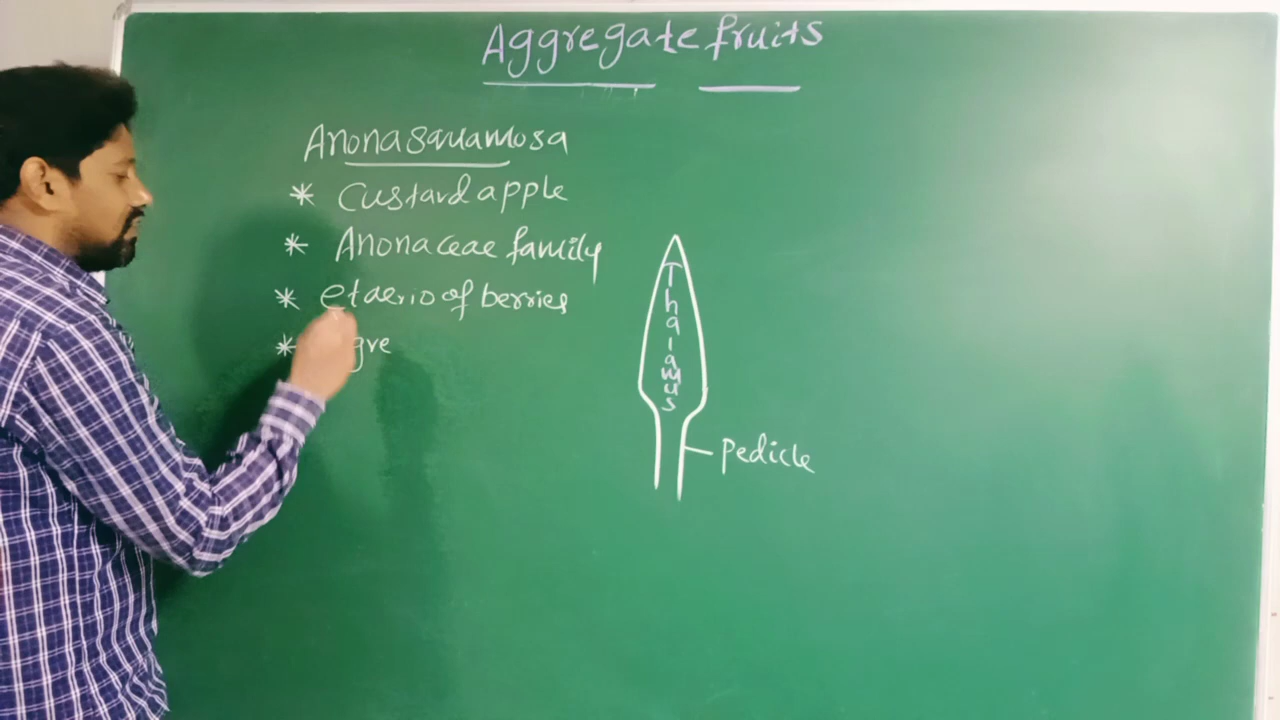 Aggregate fruits
Anona squamosa
* Custard apple
* Anonaceae family
* etaerio of berries
*
Thalamus
Pedicle